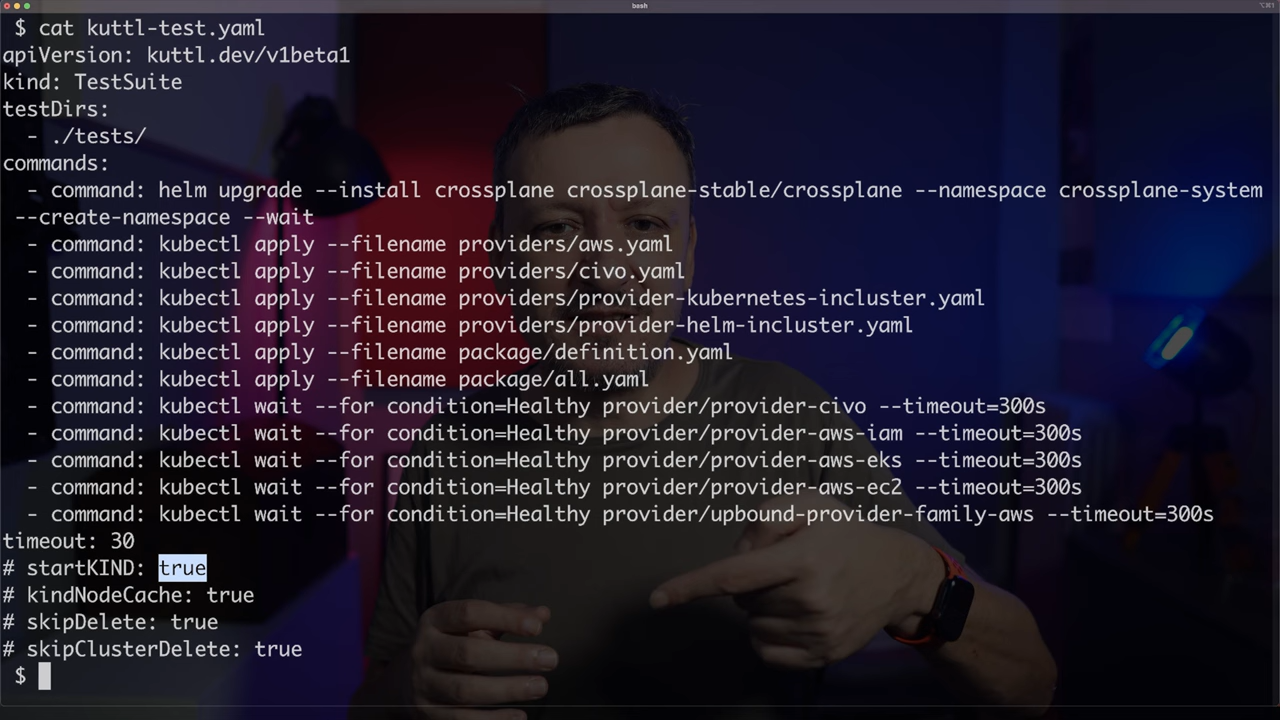 bash
⌥⌘1
$ cat kuttl-test.yaml
apiVersion: kuttl.dev/v1beta1
kind: TestSuite
testDirs:
  - ./tests/
commands:
  - command: helm upgrade --install crossplane crossplane-stable/crossplane --namespace crossplane-system
--create-namespace --wait
  - command: kubectl apply --filename providers/aws.yaml
  - command: kubectl apply --filename providers/civo.yaml
  - command: kubectl apply --filename providers/provider-kubernetes-incluster.yaml
  - command: kubectl apply --filename providers/provider-helm-incluster.yaml
  - command: kubectl apply --filename package/definition.yaml
  - command: kubectl apply --filename package/all.yaml
  - command: kubectl wait --for condition=Healthy provider/provider-civo --timeout=300s
  - command: kubectl wait --for condition=Healthy provider/provider-aws-iam --timeout=300s
  - command: kubectl wait --for condition=Healthy provider/provider-aws-eks --timeout=300s
  - command: kubectl wait --for condition=Healthy provider/provider-aws-ec2 --timeout=300s
  - command: kubectl wait --for condition=Healthy provider/upbound-provider-family-aws --timeout=300s
timeout: 30
# startKIND: true
# kindNodeCache: true
# skipDelete: true
# skipClusterDelete: true
$